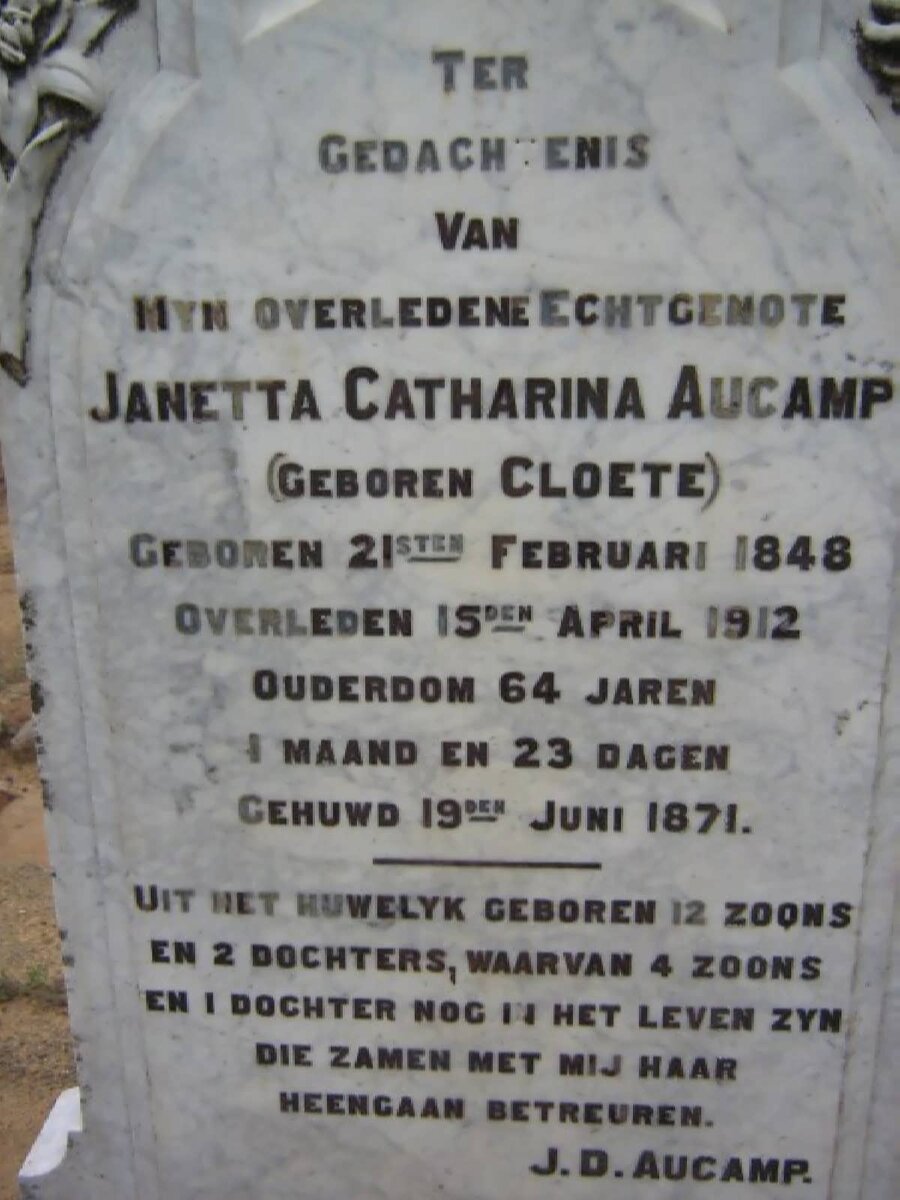 TER
GEDACHTENIS
VAN
MYN OVERLEDENE ECHTGENOTE
JANETTA CATHARINA AUCAMP
(GEBOREN CLOETE)
GEBOREN 21STEN FEBRUARI 1848
OVERLEDEN 15DEN APRIL 1912
OUDERDOM 64 JAREN
1 MAAND EN 23 DAGEN
GEHUWD 19DEN JUNI 1871.
UIT HET HUWELYK GEBOREN 12 ZOONS
EN 2 DOCHTERS, WAARVAN 4 ZOONS
EN 1 DOCHTER NOG IN HET LEVEN ZYN
DIE ZAMEN MET MIJ HAAR
HEENGAAN BETREUREN.
J.D. AUCAMP.